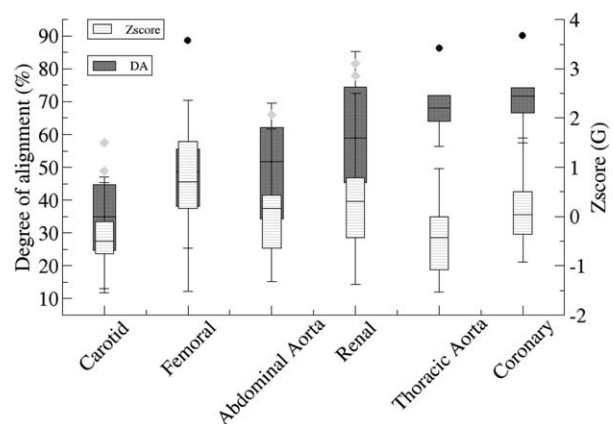 90
80
70
60
50
40
30
20
10
Degree of alignment (%)
Zscore
DA
4
3
2
1
0
-1
-2
Zscore (G)
Carotid
Femoral
Abdominal Aorta
Renal
Thoracic Aorta
Coronary